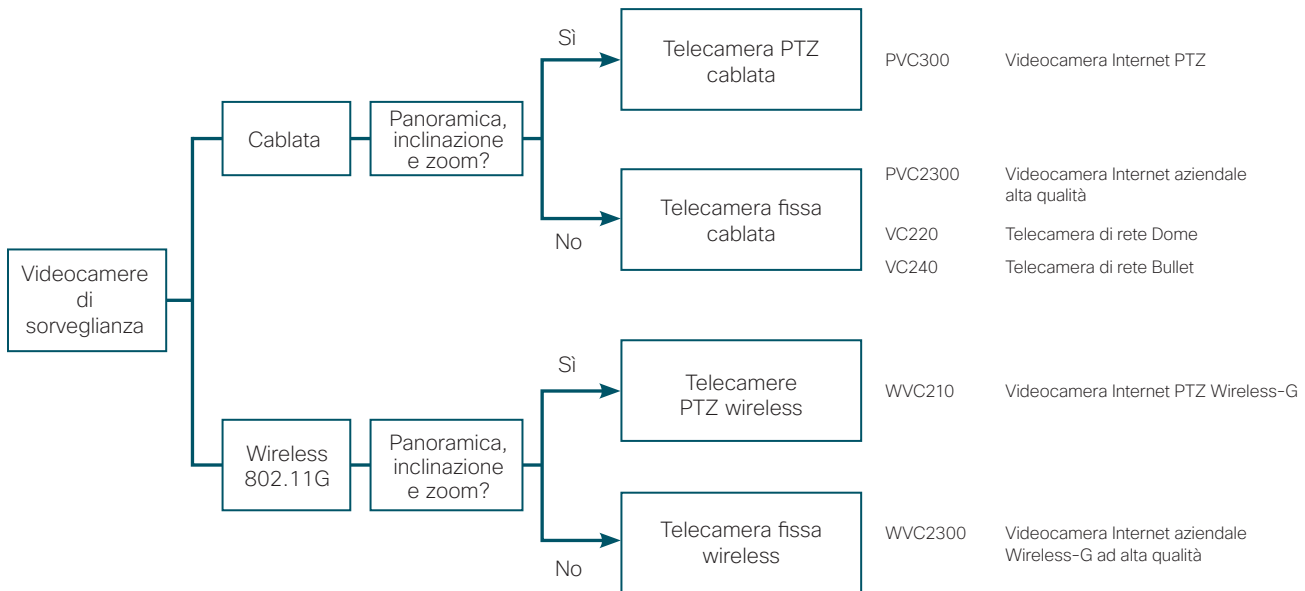 Videocamere
di
sorveglianza
Cablata
Panoramica,
inclinazione
e zoom?
Sì
Telecamera PTZ
cablata
PVC300 Videocamera Internet PTZ
No
Telecamera fissa
cablata
PVC2300 Videocamera Internet aziendale
alta qualità
VC220 Telecamera di rete Dome
VC240 Telecamera di rete Bullet
Wireless
802.11G
Panoramica,
inclinazione
e zoom?
Sì
Telecamere
PTZ wireless
WVC210 Videocamera Internet PTZ Wireless-G
No
Telecamera fissa
wireless
WVC2300 Videocamera Internet aziendale
Wireless-G ad alta qualità